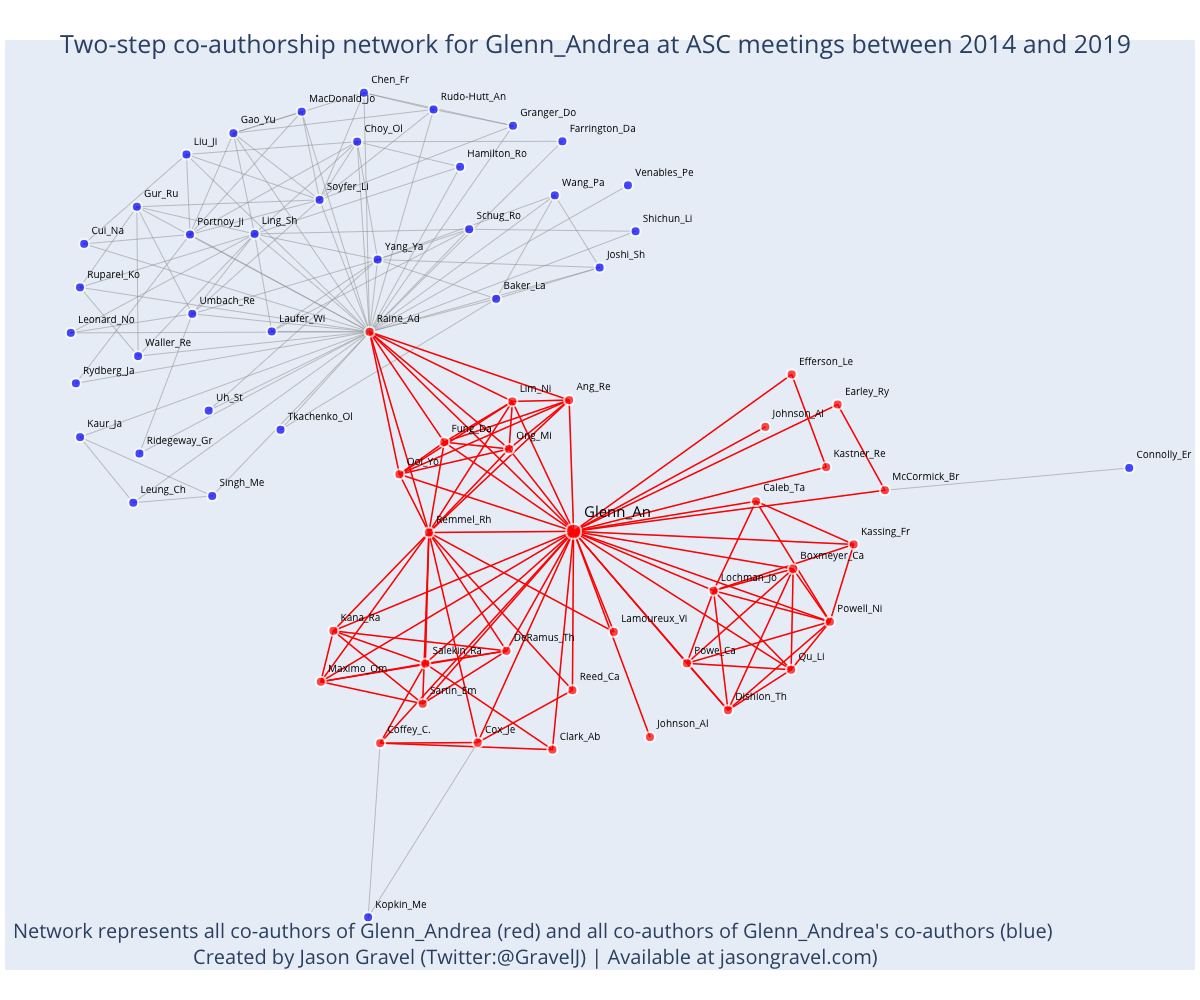 Two-step co-authorship network for Glenn_Andrea at ASC meetings between 2014 and 2019
Chen_Fr
MacDonald_Jo
Rudo-Hutt_An
Gao_Yu
Granger_Do
Choy_Ol
Farrington_Da
Liu_Ji
Hamilton_Ro
Wang_Pa
Venables_Pe
Soyfer_Li
Gur_Ru
Schug_Ro
Shichun_Li
Portnoy_Ji
Ling_Sh
Cui_Na
Yang_Ya
Joshi_Sh
Ruparel_Ko
Baker_La
Umbach_Re
Leonard_No
Laufer_Wi
Raine_Ad
Waller_Re
Efferson_Le
Rydberg_Ja
Lim_Ni
Ang_Re
Earley_Ry
Uh_St
Tkachenko_Ol
Johnson_Al
Kaur_Ja
Fung_Da
Ong_Mi
Ridgeway_Gr
Kastner_Re
Connolly_Er
Ooi_Yo
McCormick_Br
Leung_Ch
Singh_Me
Caleb_Ta
Glenn_An
Remmel_Rh
Kassing_Fr
Boxmeyer_Ca
Lochman_Jo
Powell_Ni
Kana_Ra
Lamoureux_Vi
DeRamus_Th
Salekin_Ra
Powe_Ca
Qu_Li
Maximo_Om
Reed_Ca
Sartin_Em
Dishion_Th
Coffey_C.
Cox_Je
Clark_Ab
Johnson_Al
Kopkin_Me
Network represents all co-authors of Glenn_Andrea (red) and all co-authors of Glenn_Andrea's co-authors (blue)
Created by Jason Gravel (Twitter:@GravelJ) | Available at jasongravel.com)